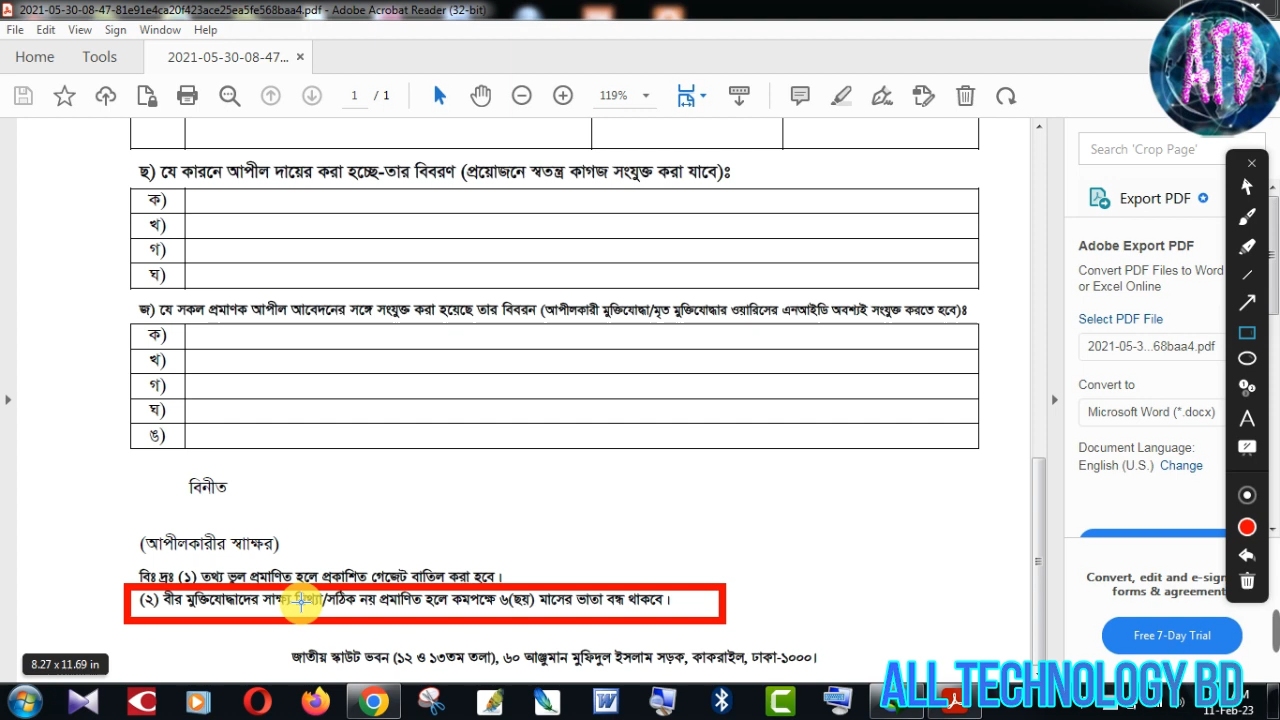 2021-05-30-08-47-81e91e4ca20f423ace25ea5fe568baa4.pdf - Adobe Acrobat Reader (32-bit)
File Edit View Sign Window Help
Home Tools 2021-05-30-08-47... ×
1 / 1 119%
Search 'Crop Page'
ছ) যে কারনে আপীল দায়ের করা হচ্ছে-তার বিবরণ (প্রয়োজনে স্বতন্ত্র কাগজ সংযুক্ত করা যাবে)ঃ
ক)
খ)
গ)
ঘ)
জ) যে সকল প্রমাণক আপীল আবেদনের সঙ্গে সংযুক্ত করা হয়েছে তার বিবরন (আপীলকারী মুক্তিযোদ্ধা/মৃত মুক্তিযোদ্ধার ওয়ারিসের এনআইডি অবশ্যই সংযুক্ত করতে হবে)ঃ
ক)
খ)
গ)
ঘ)
ঙ)
বিনীত
(আপীলকারীর স্বাাক্ষর)
বিঃ দ্রঃ (১) তথ্য ভুল প্রমাণিত হলে প্রকাশিত গেজেট বাতিল করা হবে।
(২) বীর মুক্তিযোদ্ধাদের সাক্ষ্য মিথ্যা/সঠিক নয় প্রমাণিত হলে কমপক্ষে ৬(ছয়) মাসের ভাতা বন্ধ থাকবে।
জাতীয় স্কাউট ভবন (১২ ও ১৩তম তলা), ৬০ আঞ্জুমান মুফিদুল ইসলাম সড়ক, কাকরাইল, ঢাকা-১০০০।
8.27 x 11.69 in
Export PDF
Adobe Export PDF
Convert PDF Files to Word
or Excel Online
Select PDF File
2021-05-3...68baa4.pdf
Convert to
Microsoft Word (*.docx)
Document Language:
English (U.S.) Change
Convert, edit and e-sign
forms & agreements
Free 7-Day Trial
ATD
ALL TECHNOLOGY BD
11-Feb-23